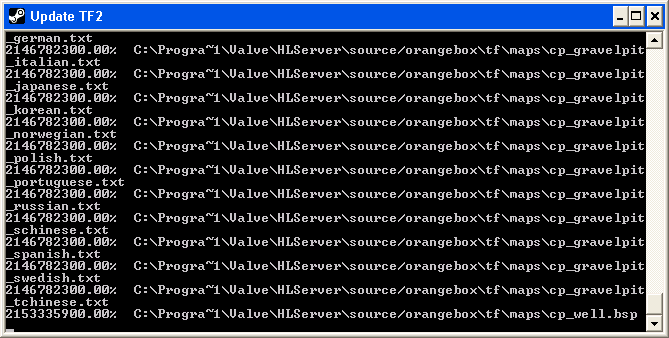 Update TF2
_german.txt
2146782300.00%  C:\Progra~1\Valve\HLServer\source/orangebox\tf\maps\cp_gravelpit
_italian.txt
2146782300.00%  C:\Progra~1\Valve\HLServer\source/orangebox\tf\maps\cp_gravelpit
_japanese.txt
2146782300.00%  C:\Progra~1\Valve\HLServer\source/orangebox\tf\maps\cp_gravelpit
_korean.txt
2146782300.00%  C:\Progra~1\Valve\HLServer\source/orangebox\tf\maps\cp_gravelpit
_norwegian.txt
2146782300.00%  C:\Progra~1\Valve\HLServer\source/orangebox\tf\maps\cp_gravelpit
_polish.txt
2146782300.00%  C:\Progra~1\Valve\HLServer\source/orangebox\tf\maps\cp_gravelpit
_portuguese.txt
2146782300.00%  C:\Progra~1\Valve\HLServer\source/orangebox\tf\maps\cp_gravelpit
_russian.txt
2146782300.00%  C:\Progra~1\Valve\HLServer\source/orangebox\tf\maps\cp_gravelpit
_schinese.txt
2146782300.00%  C:\Progra~1\Valve\HLServer\source/orangebox\tf\maps\cp_gravelpit
_spanish.txt
2146782300.00%  C:\Progra~1\Valve\HLServer\source/orangebox\tf\maps\cp_gravelpit
_swedish.txt
2146782300.00%  C:\Progra~1\Valve\HLServer\source/orangebox\tf\maps\cp_gravelpit
_tchinese.txt
2153335900.00%  C:\Progra~1\Valve\HLServer\source/orangebox\tf\maps\cp_well.bsp